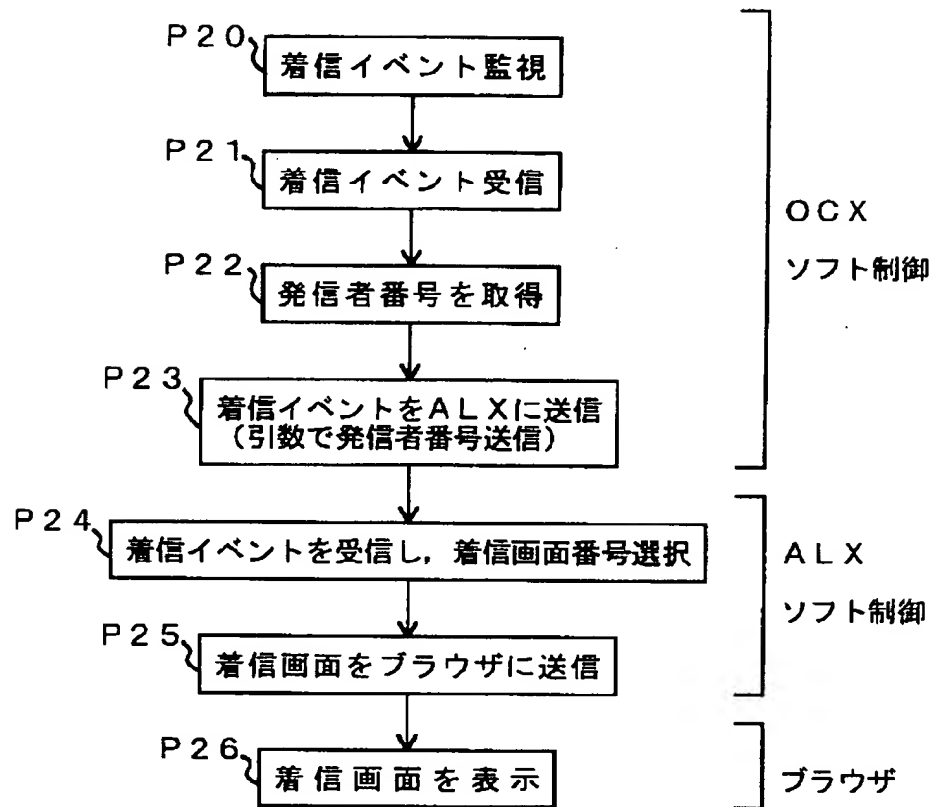 P20
着信イベント監視
P21
着信イベント受信
P22
発信者番号を取得
P23
着信イベントをALXに送信
(引数で発信者番号送信)
OCX
ソフト制御
P24
着信イベントを受信し,着信画面番号選択
P25
着信画面をブラウザに送信
ALX
ソフト制御
P26
着信画面を表示
ブラウザ